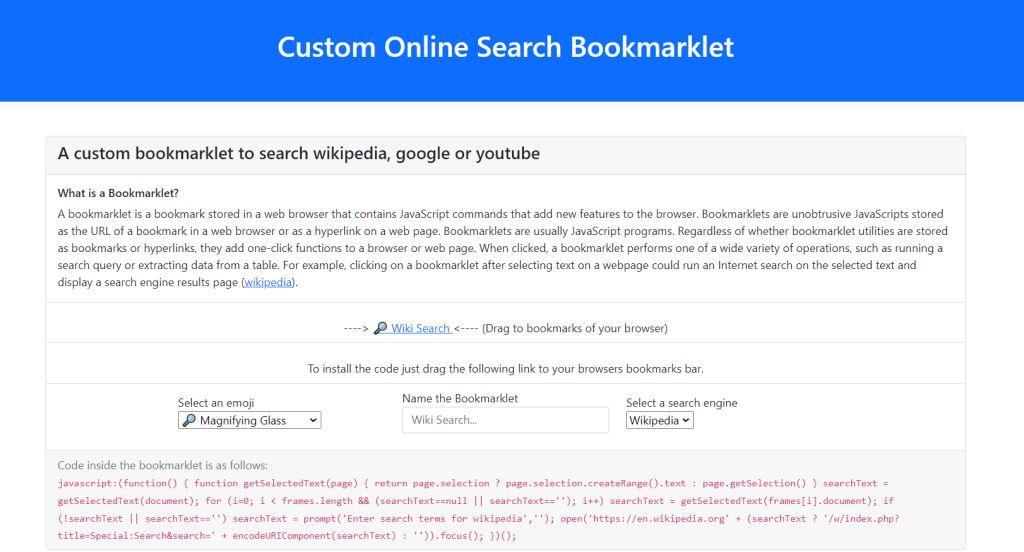 Custom Online Search Bookmarklet
A custom bookmarklet to search wikipedia, google or youtube
What is a Bookmarklet?
A bookmarklet is a bookmark stored in a web browser that contains JavaScript commands that add new features to the browser. Bookmarklets are unobtrusive JavaScripts stored
as the URL of a bookmark in a web browser or as a hyperlink on a web page. Bookmarklets are usually JavaScript programs. Regardless of whether bookmarklet utilities are stored
as bookmarks or hyperlinks, they add one-click functions to a browser or web page. When clicked, a bookmarklet performs one of a wide variety of operations, such as running a
search query or extracting data from a table. For example, clicking on a bookmarklet after selecting text on a webpage could run an Internet search on the selected text and
display a search engine results page (wikipedia).
----> 🔎 Wiki Search <---- (Drag to bookmarks of your browser)
To install the code just drag the following link to your browsers bookmarks bar.
Select an emoji
🔎 Magnifying Glass
Name the Bookmarklet
Wiki Search...
Select a search engine
Wikipedia
Code inside the bookmarklet is as follows:
javascript:(function() { function getSelectedText(page) { return page.selection ? page.selection.createRange().text : page.getSelection() } searchText =
getSelectedText(document); for (i=0; i < frames.length && (searchText==null || searchText==''); i++) searchText = getSelectedText(frames[i].document); if
(!searchText || searchText=='') searchText = prompt('Enter search terms for wikipedia',''); open('https://en.wikipedia.org' + (searchText ? '/w/index.php?
title=Special:Search&search=' + encodeURIComponent(searchText) : '')).focus(); })();